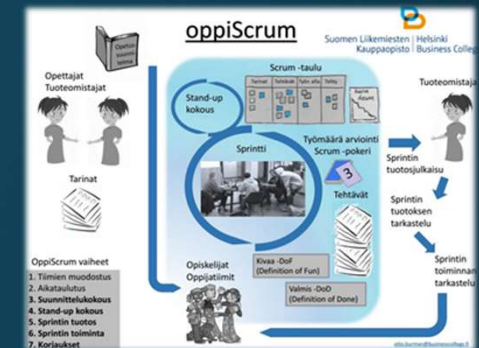 oppiScrum
Suomen Liikemiesten
Kauppaopisto
Helsinki
Business College
Opettajat
Tuoteomistajat
Tarinat
OppiScrum vaiheet
1. Tiimien muodostus
2. Aikataulutus
3. Suunnittelukokous
4. Stand-up kokous
5. Sprintin tuotos
6. Sprintin toiminta
7. Korjaukset
Scrum -taulu
Tarinat
Stand-up
kokous
Sprintti
Työmäärä arviointi
Scrum -pokeri
3
Tehtävät
Kivaa -DoF
(Definition of Fun)
Valmis -DoD
(Definition of Done)
Opiskelijat
Oppijatiimit
Tuoteomistaja
Sprintin
tuotosjulkaisu
Sprintin
tuotoksen
tarkastelu
Sprintin
toiminnan
tarkastelu